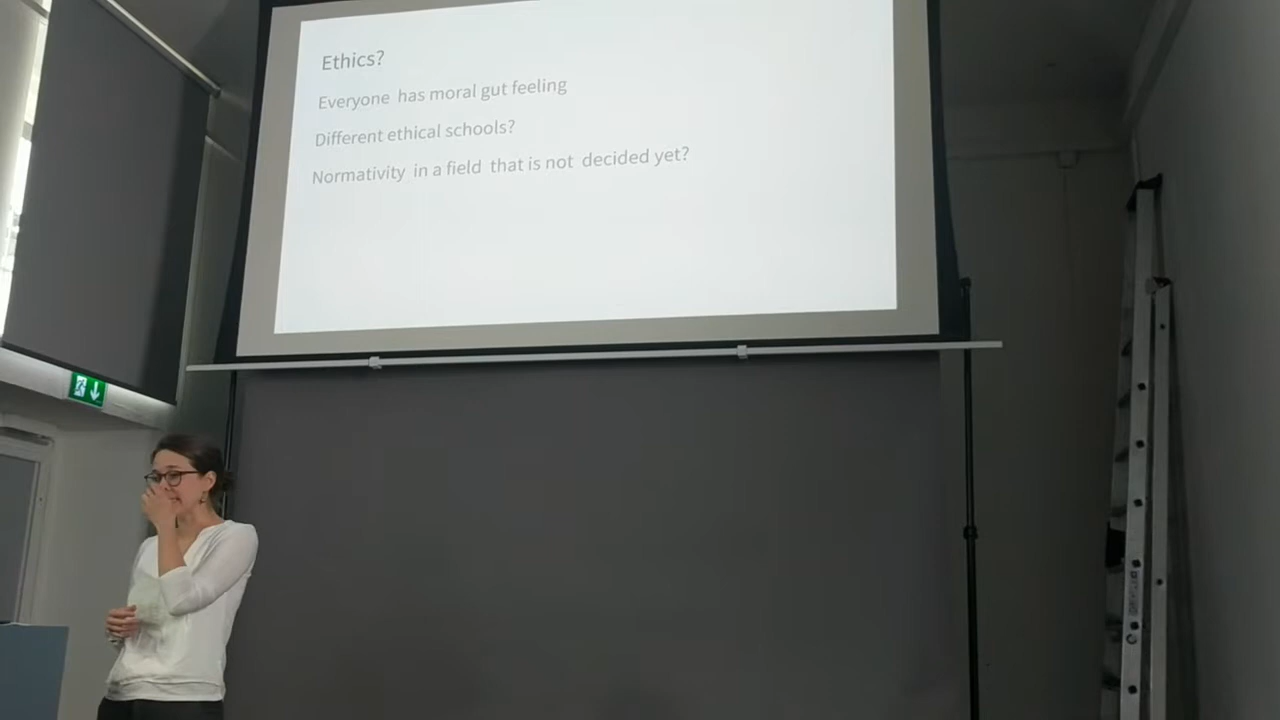 Ethics?
Everyone has moral gut feeling
Different ethical schools?
Normativity in a field that is not decided yet?